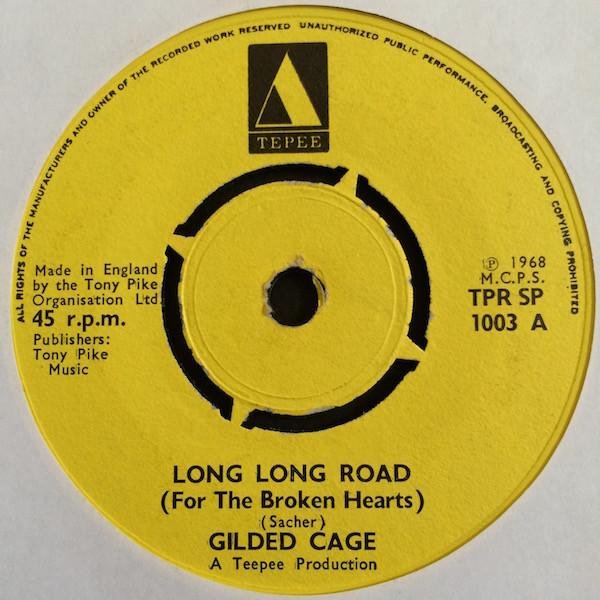 ALL RIGHTS OF THE MANUFACTURERS AND OWNER OF THE RECORDED WORK RESERVED UNAUTHORIZED PUBLIC PERFORMANCE, BROADCASTING AND COPYING PROHIBITED
TEPEE
Made in England
by the Tony Pike
Organisation Ltd.
45 r.p.m.
Publishers:
Tony Pike
Music
℗ 1968
M.C.P.S.
TPR SP
1003 A
LONG LONG ROAD
(For The Broken Hearts)
(Sacher)
GILDED CAGE
A Teepee Production